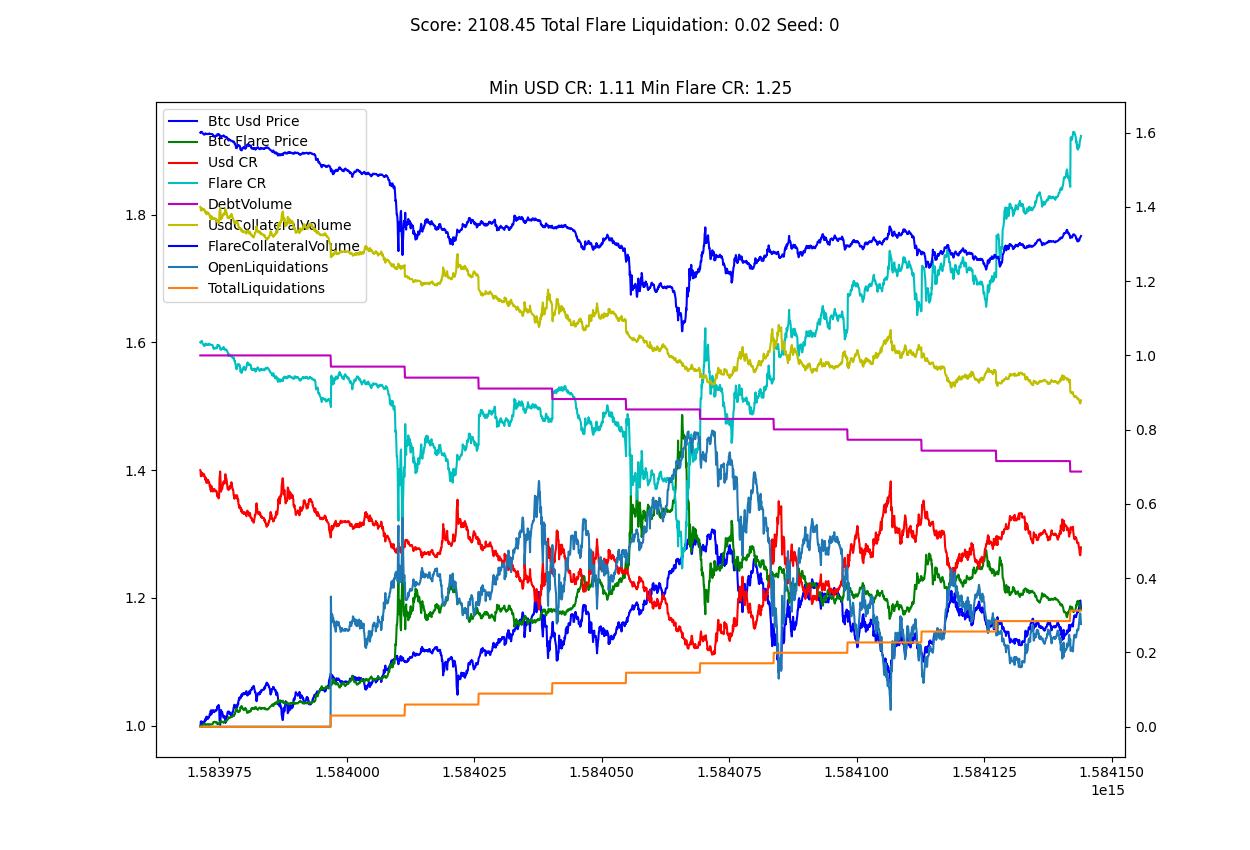 Score: 2108.45 Total Flare Liquidation: 0.02 Seed: 0
Min USD CR: 1.11 Min Flare CR: 1.25
Btc Usd Price
Btc Flare Price
Usd CR
Flare CR
DebtVolume
UsdCollateralVolume
FlareCollateralVolume
OpenLiquidations
TotalLiquidations
1.8
1.6
1.4
1.2
1.0
1.6
1.4
1.2
1.0
0.8
0.6
0.4
0.2
0.0
1.583975 1.584000 1.584025 1.584050 1.584075 1.584100 1.584125 1.584150
1e15